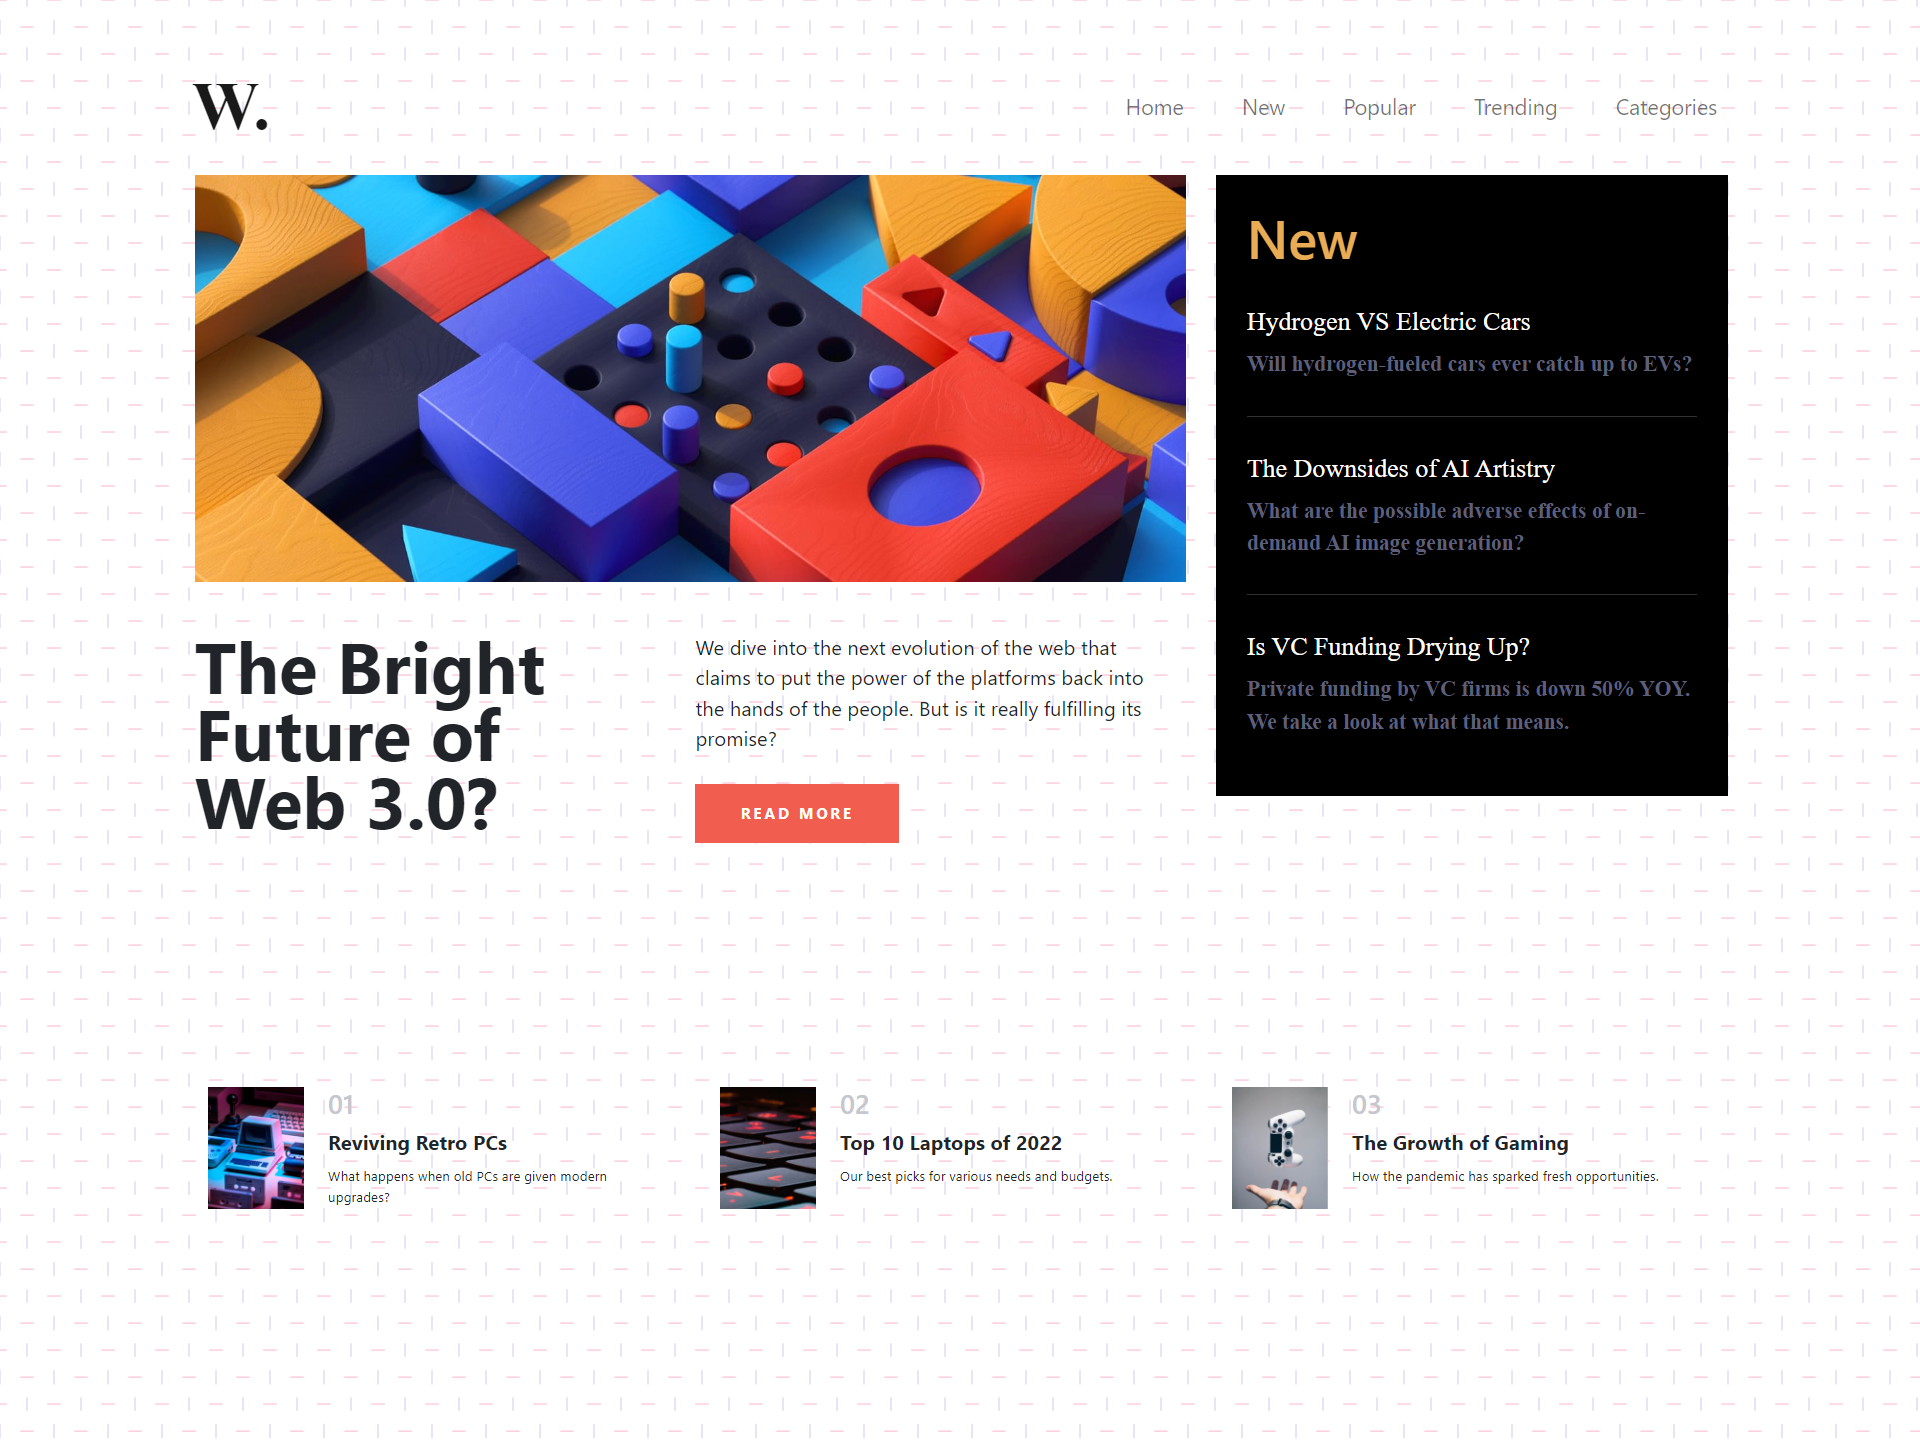 W.
Home New Popular Trending Categories
New
Hydrogen VS Electric Cars
Will hydrogen-fueled cars ever catch up to EVs?
The Downsides of AI Artistry
What are the possible adverse effects of on-
demand AI image generation?
Is VC Funding Drying Up?
Private funding by VC firms is down 50% YOY.
We take a look at what that means.
The Bright
Future of
Web 3.0?
We dive into the next evolution of the web that
claims to put the power of the platforms back into
the hands of the people. But is it really fulfilling its
promise?
READ MORE
01
Reviving Retro PCs
What happens when old PCs are given modern
upgrades?
02
Top 10 Laptops of 2022
Our best picks for various needs and budgets.
03
The Growth of Gaming
How the pandemic has sparked fresh opportunities.